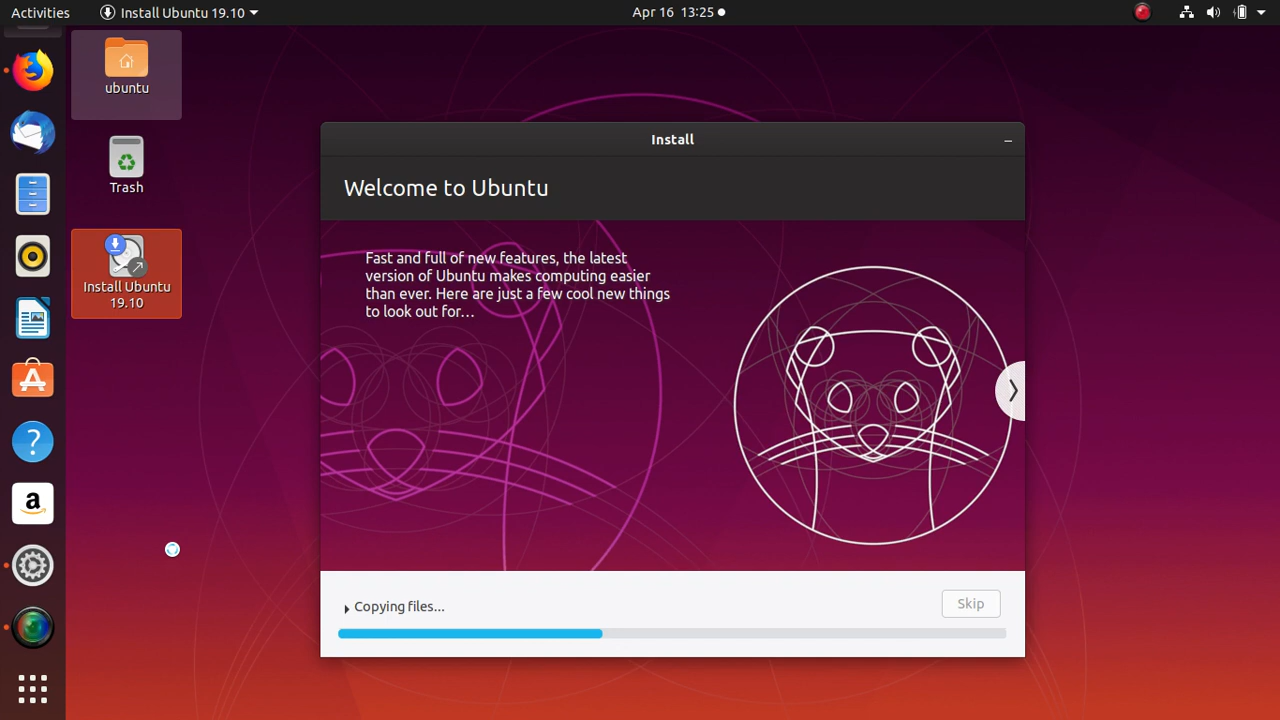 Activities
Install Ubuntu 19.10
Apr 16 13:25
ubuntu
Trash
Install Ubuntu
19.10
Install
Welcome to Ubuntu
Fast and full of new features, the latest
version of Ubuntu makes computing easier
than ever. Here are just a few cool new things
to look out for...
Copying files...
Skip
?
a